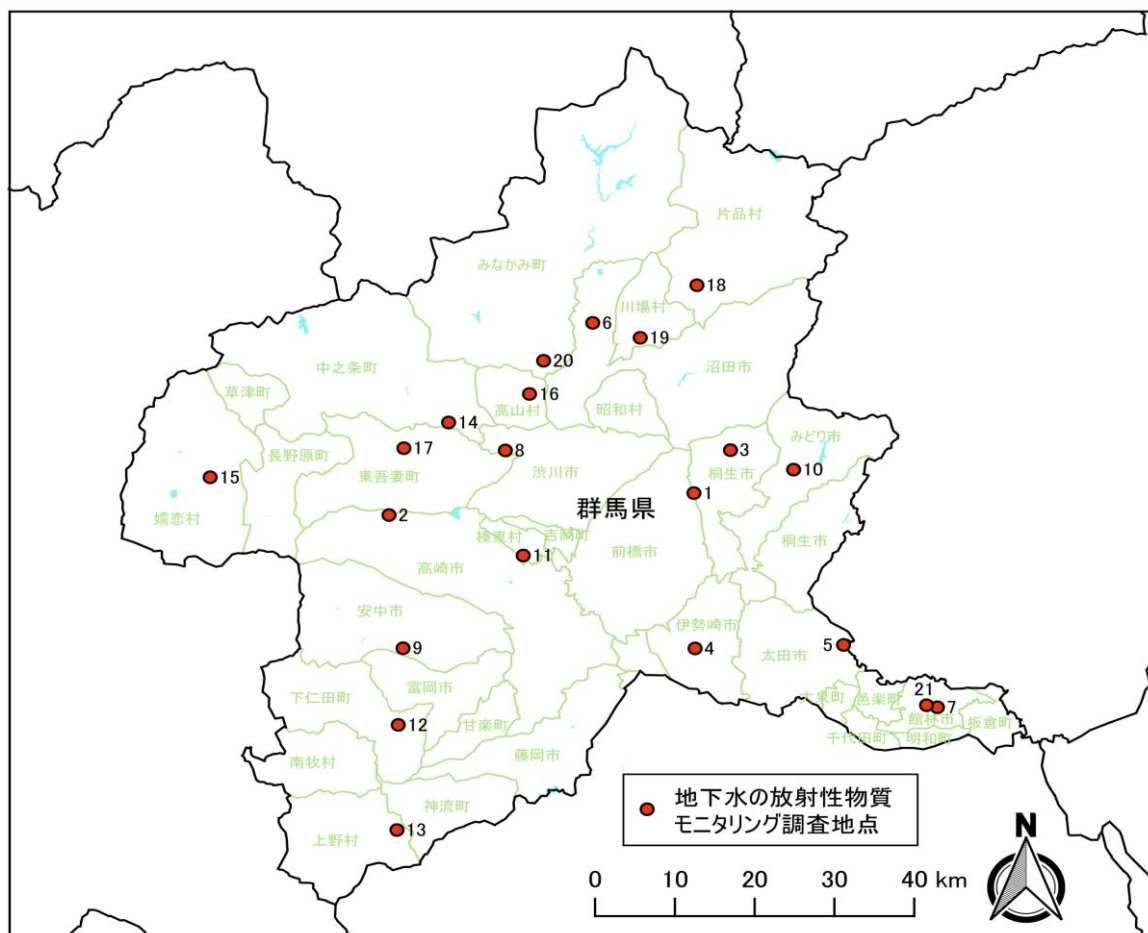 片品村
みなかみ町
18
川場村
6
19
中之条町
20
沼田市
草津町
16
高山村
昭和村
14
みどり市
長野原町
17
8
3
桐生市
10
15
東吾妻町
渋川市
1
嬬恋村
2
群馬県
榛東村
吉岡町
前橋市
桐生市
11
高崎市
安中市
伊勢崎市
9
4
5
太田市
下仁田町
富岡市
21
大泉町
邑楽町
7
12
甘楽町
館林市
板倉町
千代田町
明和町
南牧村
藤岡市
神流町
上野村
13
地下水の放射性物質
モニタリング調査地点
N
0 10 20 30 40 km